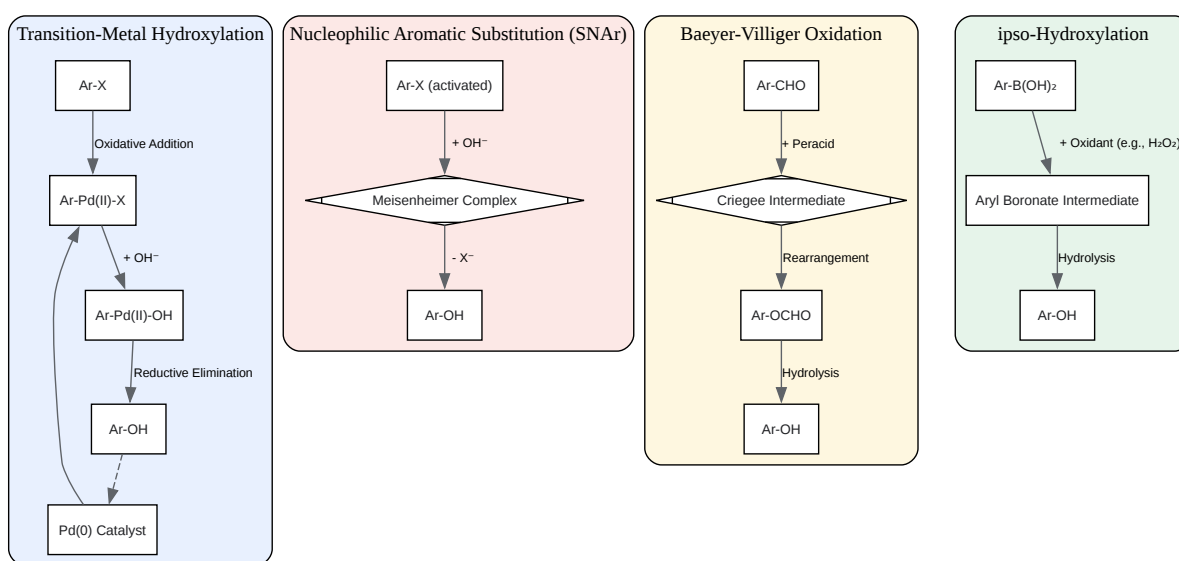 Transition-Metal Hydroxylation
Ar-X
Oxidative Addition
Ar-Pd(II)-X
+ OH⁻
Ar-Pd(II)-OH
Reductive Elimination
Ar-OH
Pd(0) Catalyst
Nucleophilic Aromatic Substitution (SNAr)
Ar-X (activated)
+ OH⁻
Meisenheimer Complex
- X⁻
Ar-OH
Baeyer-Villiger Oxidation
Ar-CHO
+ Peracid
Criegee Intermediate
Rearrangement
Ar-OCHO
Hydrolysis
Ar-OH
ipso-Hydroxylation
Ar-B(OH)₂
+ Oxidant (e.g., H₂O₂)
Aryl Boronate Intermediate
Hydrolysis
Ar-OH